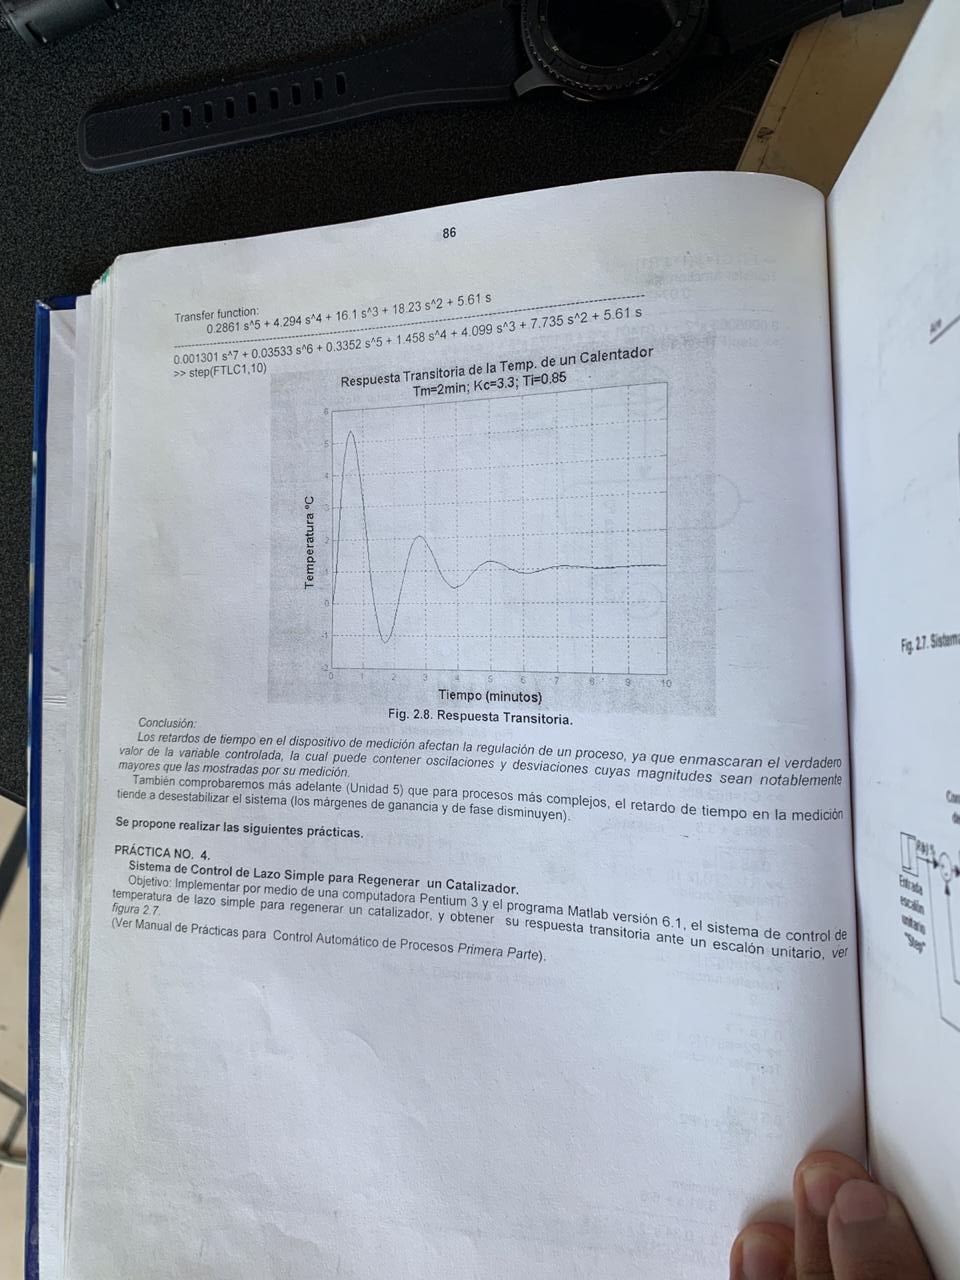 86
Transfer function:
0.2861 s^5 + 4.294 s^4 + 16.1 s^3 + 18.23 s^2 + 5.61 s
----------------------------------------------------------------------
0.001301 s^7 + 0.03533 s^6 + 0.3352 s^5 + 1.458 s^4 + 4.099 s^3 + 7.735 s^2 + 5.61 s
>> step(FTLC1,10)
Respuesta Transitoria de la Temp. de un Calentador
Tm=2min; Kc=3.3; Ti=0.85
6
5
4
3
2
1
0
-1
-2
Temperatura ºC
0 1 2 3 4 5 6 7 8 9 10
Tiempo (minutos)
Fig. 2.8. Respuesta Transitoria.
Conclusión:
Los retardos de tiempo en el dispositivo de medición afectan la regulación de un proceso, ya que enmascaran el verdadero
valor de la variable controlada, la cual puede contener oscilaciones y desviaciones cuyas magnitudes sean notablemente
mayores que las mostradas por su medición.
También comprobaremos más adelante (Unidad 5) que para procesos más complejos, el retardo de tiempo en la medición
tiende a desestabilizar el sistema (los márgenes de ganancia y de fase disminuyen).
Se propone realizar las siguientes prácticas.
PRÁCTICA NO. 4.
Sistema de Control de Lazo Simple para Regenerar un Catalizador.
Objetivo: Implementar por medio de una computadora Pentium 3 y el programa Matlab versión 6.1, el sistema de control de
temperatura de lazo simple para regenerar un catalizador, y obtener su respuesta transitoria ante un escalón unitario, ver
figura 2.7.
(Ver Manual de Prácticas para Control Automático de Procesos Primera Parte).
Fig. 2.7. Sistema
Entrada
escalón
unitario
"Step"